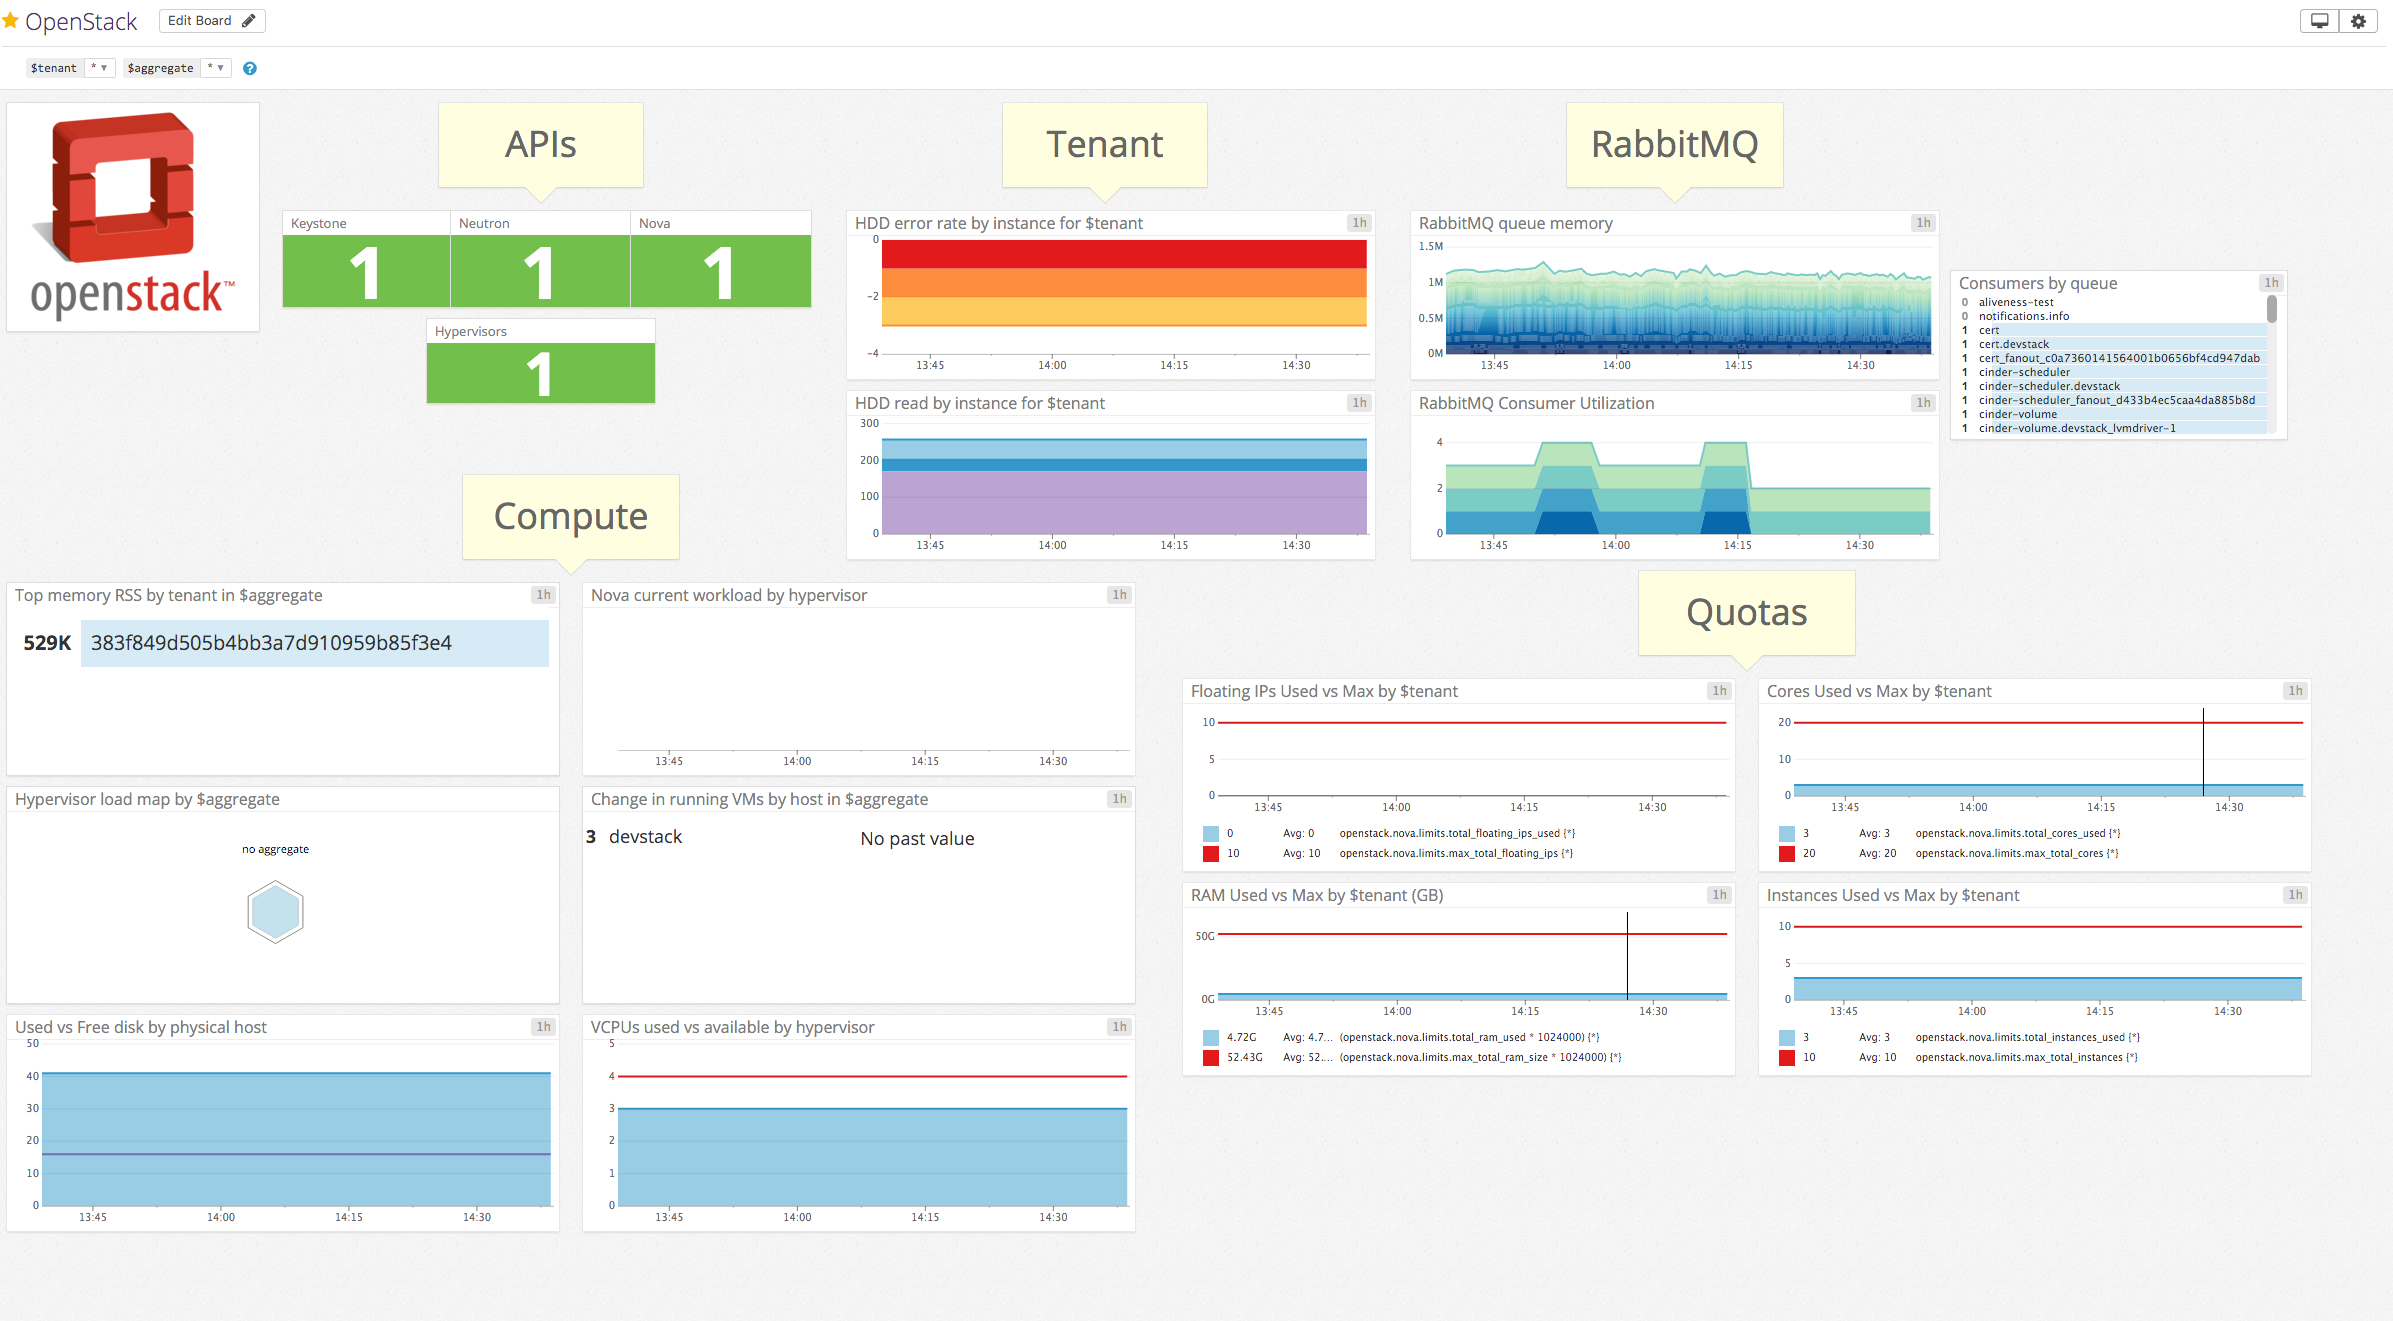 OpenStack
Edit Board
$tenant * ▼ $aggregate * ▼ ?
openstack™
APIs
Keystone Neutron Nova
1 1 1
Hypervisors
1
Tenant
HDD error rate by instance for $tenant 1h
0
-2
-4
13:45 14:00 14:15 14:30
HDD read by instance for $tenant 1h
300
200
100
0
13:45 14:00 14:15 14:30
RabbitMQ
RabbitMQ queue memory 1h
1.5M
1M
0.5M
0M
13:45 14:00 14:15 14:30
RabbitMQ Consumer Utilization 1h
4
2
0
13:45 14:00 14:15 14:30
Consumers by queue 1h
0 aliveness-test
0 notifications.info
1 cert
1 cert.devstack
1 cert_fanout_c0a7360141564001b0656bf4cd947dab
1 cinder-scheduler
1 cinder-scheduler.devstack
1 cinder-scheduler_fanout_d433b4ec5caa4da885b8d
1 cinder-volume
1 cinder-volume.devstack_lvmdriver-1
Compute
Top memory RSS by tenant in $aggregate 1h
529K 383f849d505b4bb3a7d910959b85f3e4
Nova current workload by hypervisor 1h
13:45 14:00 14:15 14:30
Hypervisor load map by $aggregate
no aggregate
Change in running VMs by host in $aggregate 1h
3 devstack No past value
Used vs Free disk by physical host 1h
50
40
30
20
10
0
13:45 14:00 14:15 14:30
VCPUs used vs available by hypervisor 1h
5
4
3
2
1
0
13:45 14:00 14:15 14:30
Quotas
Floating IPs Used vs Max by $tenant 1h
10
5
0
13:45 14:00 14:15 14:30
0 Avg: 0 openstack.nova.limits.total_floating_ips_used {*}
10 Avg: 10 openstack.nova.limits.max_total_floating_ips {*}
Cores Used vs Max by $tenant 1h
20
10
0
13:45 14:00 14:15 14:30
3 Avg: 3 openstack.nova.limits.total_cores_used {*}
20 Avg: 20 openstack.nova.limits.max_total_cores {*}
RAM Used vs Max by $tenant (GB) 1h
50G
0G
13:45 14:00 14:15 14:30
4.72G Avg: 4.7... (openstack.nova.limits.total_ram_used * 1024000) {*}
52.43G Avg: 52.... (openstack.nova.limits.max_total_ram_size * 1024000) {*}
Instances Used vs Max by $tenant 1h
10
5
0
13:45 14:00 14:15 14:30
3 Avg: 3 openstack.nova.limits.total_instances_used {*}
10 Avg: 10 openstack.nova.limits.max_total_instances {*}